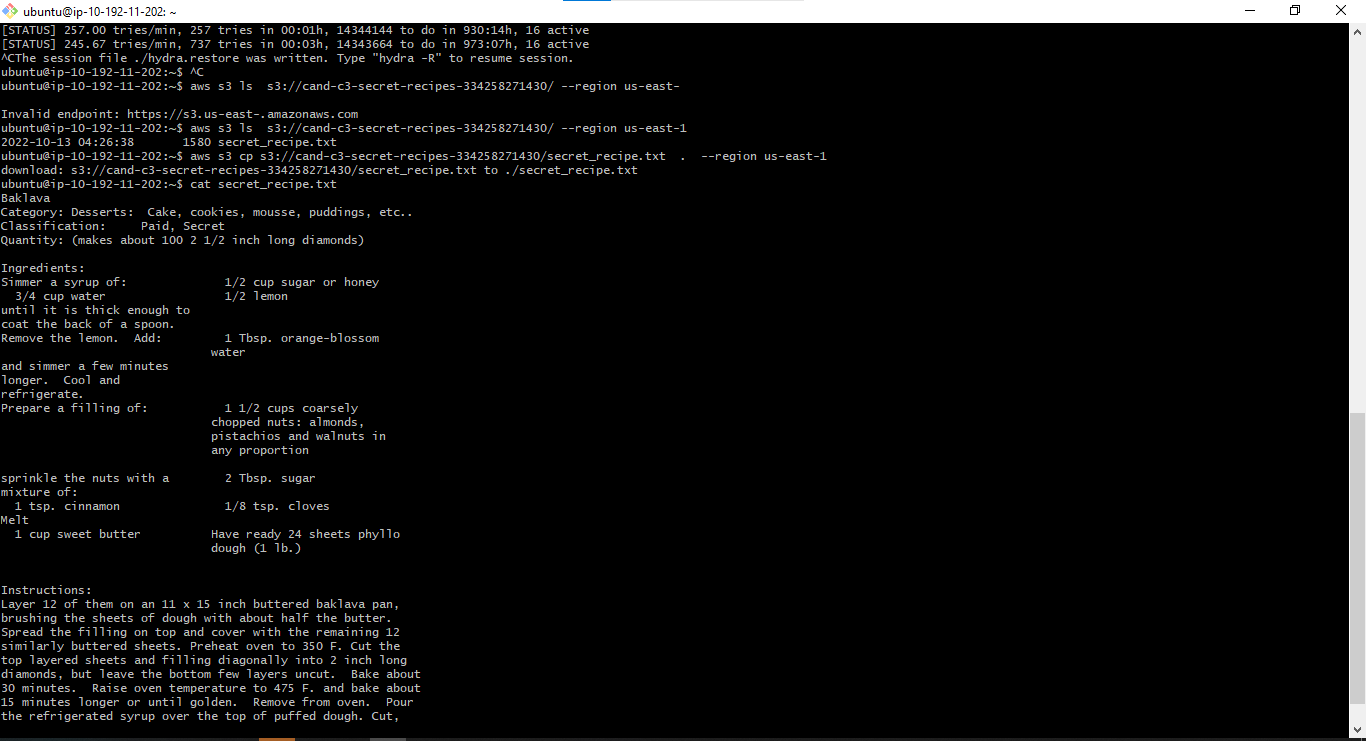 ubuntu@ip-10-192-11-202: ~
[STATUS] 257.00 tries/min, 257 tries in 00:01h, 14344144 to do in 930:14h, 16 active
[STATUS] 245.67 tries/min, 737 tries in 00:03h, 14343664 to do in 973:07h, 16 active
^CThe session file ./hydra.restore was written. Type "hydra -R" to resume session.
ubuntu@ip-10-192-11-202:~$ ^C
ubuntu@ip-10-192-11-202:~$ aws s3 ls  s3://cand-c3-secret-recipes-334258271430/ --region us-east-

Invalid endpoint: https://s3.us-east-.amazonaws.com
ubuntu@ip-10-192-11-202:~$ aws s3 ls  s3://cand-c3-secret-recipes-334258271430/ --region us-east-1
2022-10-13 04:26:38       1580 secret_recipe.txt
ubuntu@ip-10-192-11-202:~$ aws s3 cp s3://cand-c3-secret-recipes-334258271430/secret_recipe.txt  .  --region us-east-1
download: s3://cand-c3-secret-recipes-334258271430/secret_recipe.txt to ./secret_recipe.txt
ubuntu@ip-10-192-11-202:~$ cat secret_recipe.txt
Baklava
Category: Desserts:  Cake, cookies, mousse, puddings, etc..
Classification:     Paid, Secret
Quantity: (makes about 100 2 1/2 inch long diamonds)

Ingredients:
Simmer a syrup of:              1/2 cup sugar or honey
  3/4 cup water                 1/2 lemon
until it is thick enough to
coat the back of a spoon.
Remove the lemon.  Add:         1 Tbsp. orange-blossom
                              water
and simmer a few minutes
longer.  Cool and
refrigerate.
Prepare a filling of:           1 1/2 cups coarsely
                              chopped nuts: almonds,
                              pistachios and walnuts in
                              any proportion

sprinkle the nuts with a        2 Tbsp. sugar
mixture of:
  1 tsp. cinnamon               1/8 tsp. cloves
Melt
  1 cup sweet butter          Have ready 24 sheets phyllo
                              dough (1 lb.)

Instructions:
Layer 12 of them on an 11 x 15 inch buttered baklava pan,
brushing the sheets of dough with about half the butter.
Spread the filling on top and cover with the remaining 12
similarly buttered sheets. Preheat oven to 350 F. Cut the
top layered sheets and filling diagonally into 2 inch long
diamonds, but leave the bottom few layers uncut.  Bake about
30 minutes.  Raise oven temperature to 475 F. and bake about
15 minutes longer or until golden.  Remove from oven.  Pour
the refrigerated syrup over the top of puffed dough. Cut,